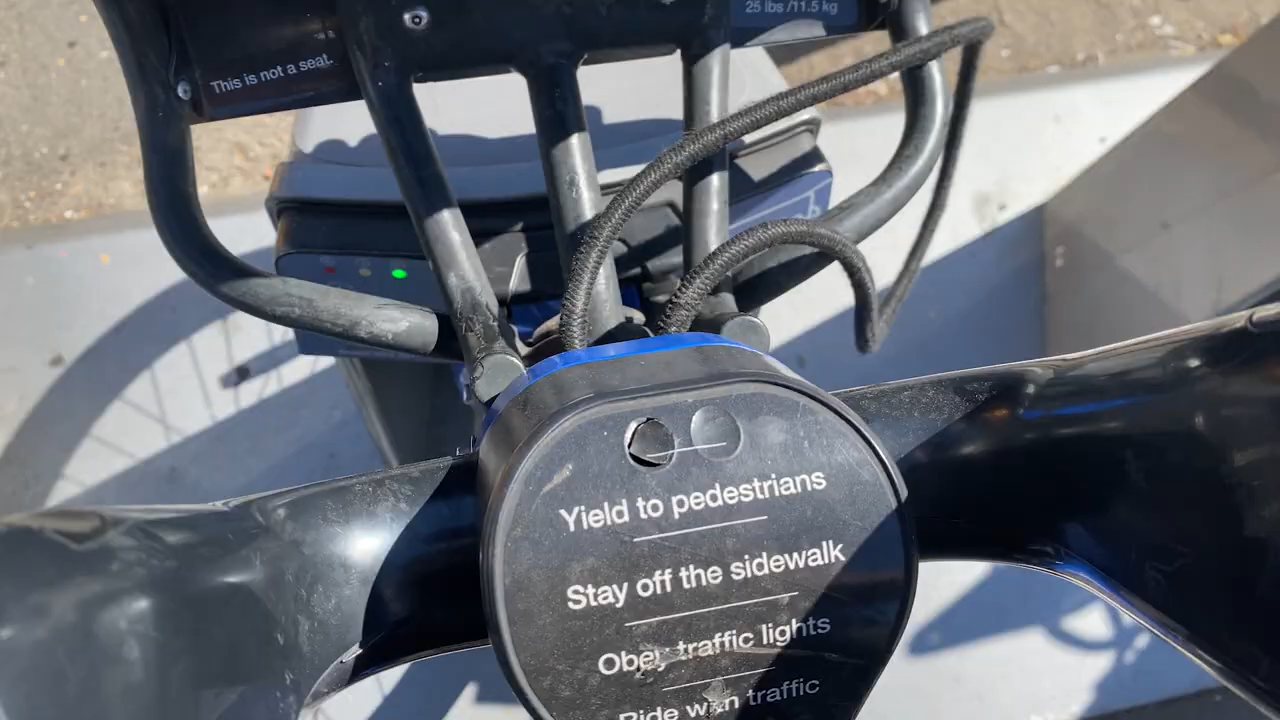 This is not a seat.
25 lbs /11.5 kg
Yield to pedestrians
Stay off the sidewalk
Obey traffic lights
Ride with traffic